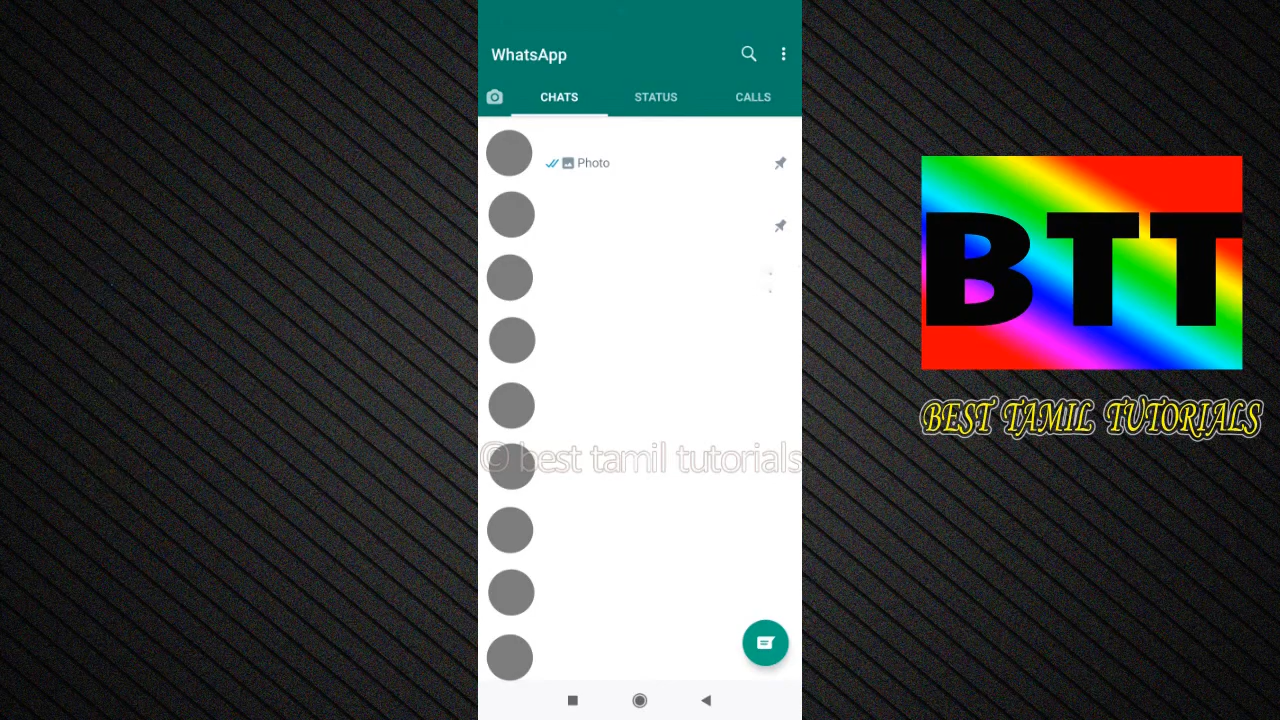 WhatsApp
CHATS
STATUS
CALLS
Photo
© best tamil tutorials
BTT
BEST TAMIL TUTORIALS